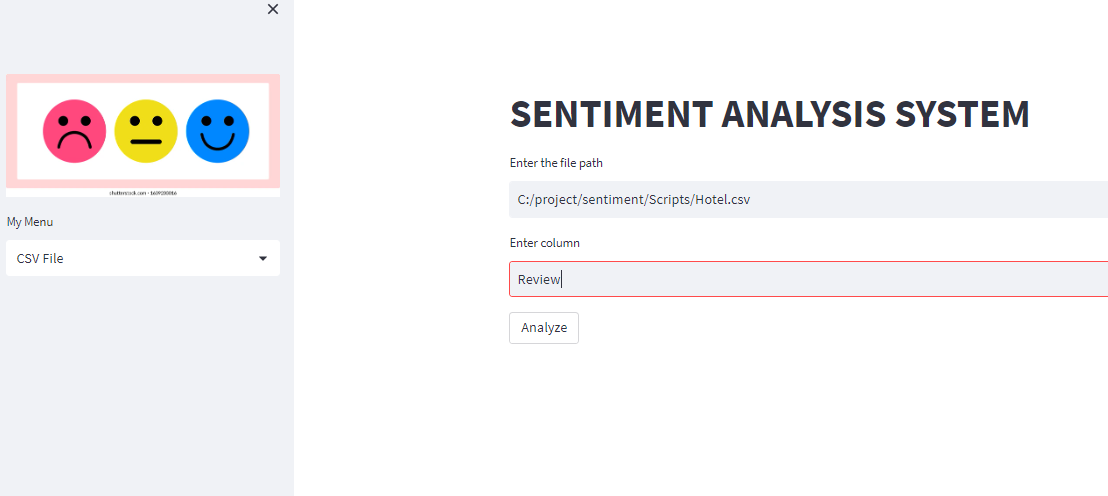 SENTIMENT ANALYSIS SYSTEM
Enter the file path
C:/project/sentiment/Scripts/Hotel.csv
My Menu
Enter column
CSV File
Review
Analyze